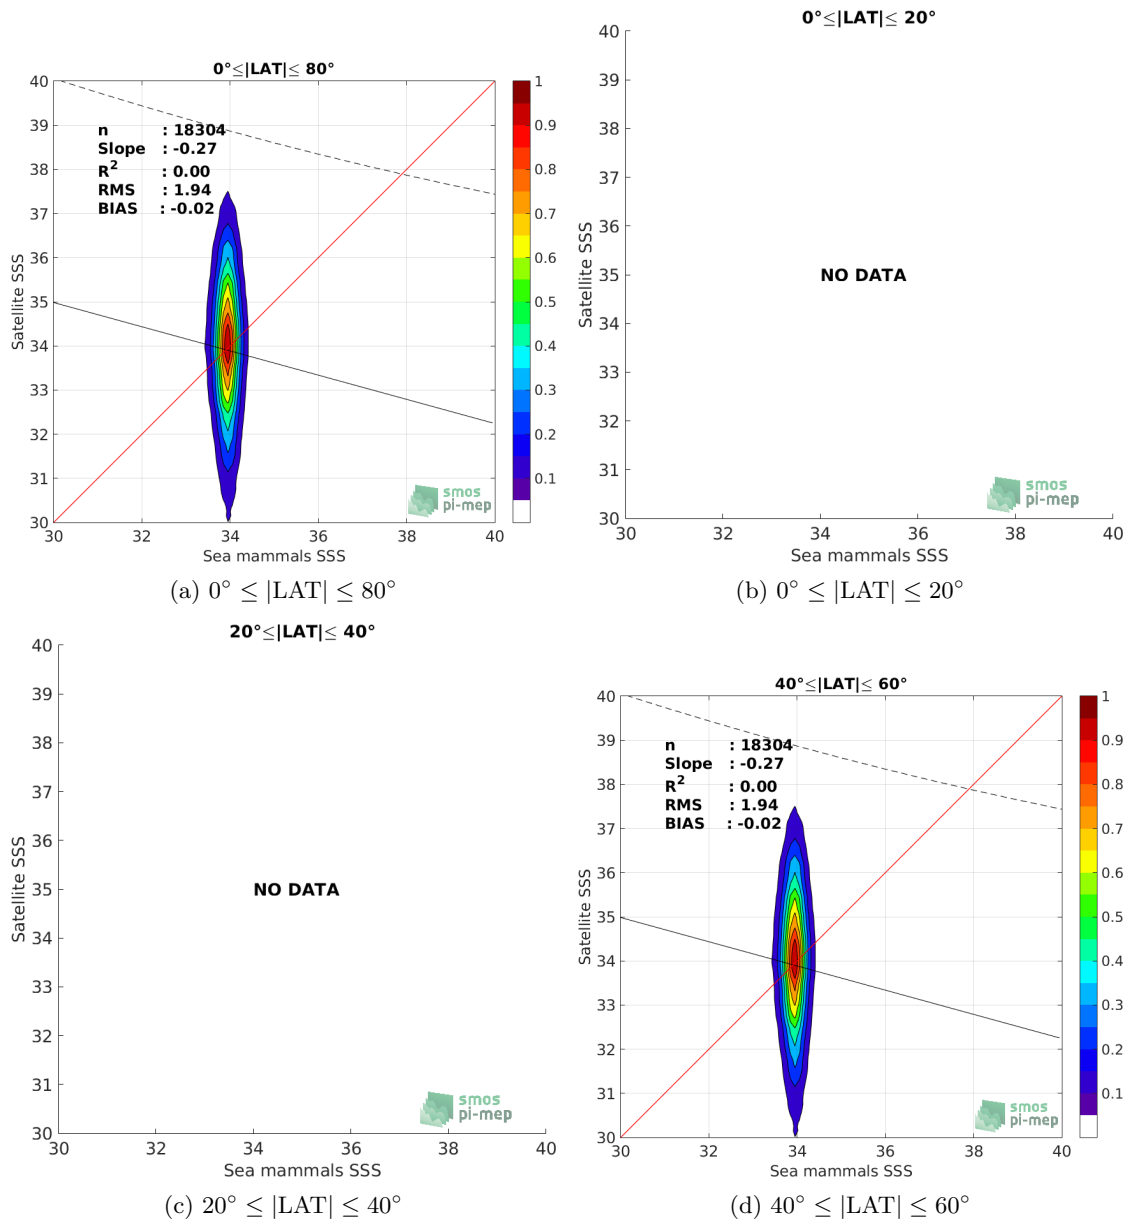 0°≤|LAT|≤ 80°
40
39
38
37
36
35
34
33
32
31
30
Satellite SSS
n : 18304
Slope : -0.27
R² : 0.00
RMS : 1.94
BIAS : -0.02
1
0.9
0.8
0.7
0.6
0.5
0.4
0.3
0.2
0.1
smos
pi-mep
30 32 34 36 38 40
Sea mammals SSS
(a) 0° ≤ |LAT| ≤ 80°
0°≤|LAT|≤ 20°
40
39
38
37
36
35
34
33
32
31
30
Satellite SSS
NO DATA
smos
pi-mep
30 32 34 36 38 40
Sea mammals SSS
(b) 0° ≤ |LAT| ≤ 20°
20°≤|LAT|≤ 40°
40
39
38
37
36
35
34
33
32
31
30
Satellite SSS
NO DATA
smos
pi-mep
30 32 34 36 38 40
Sea mammals SSS
(c) 20° ≤ |LAT| ≤ 40°
40°≤|LAT|≤ 60°
40
39
38
37
36
35
34
33
32
31
30
Satellite SSS
n : 18304
Slope : -0.27
R² : 0.00
RMS : 1.94
BIAS : -0.02
1
0.9
0.8
0.7
0.6
0.5
0.4
0.3
0.2
0.1
smos
pi-mep
30 32 34 36 38 40
Sea mammals SSS
(d) 40° ≤ |LAT| ≤ 60°